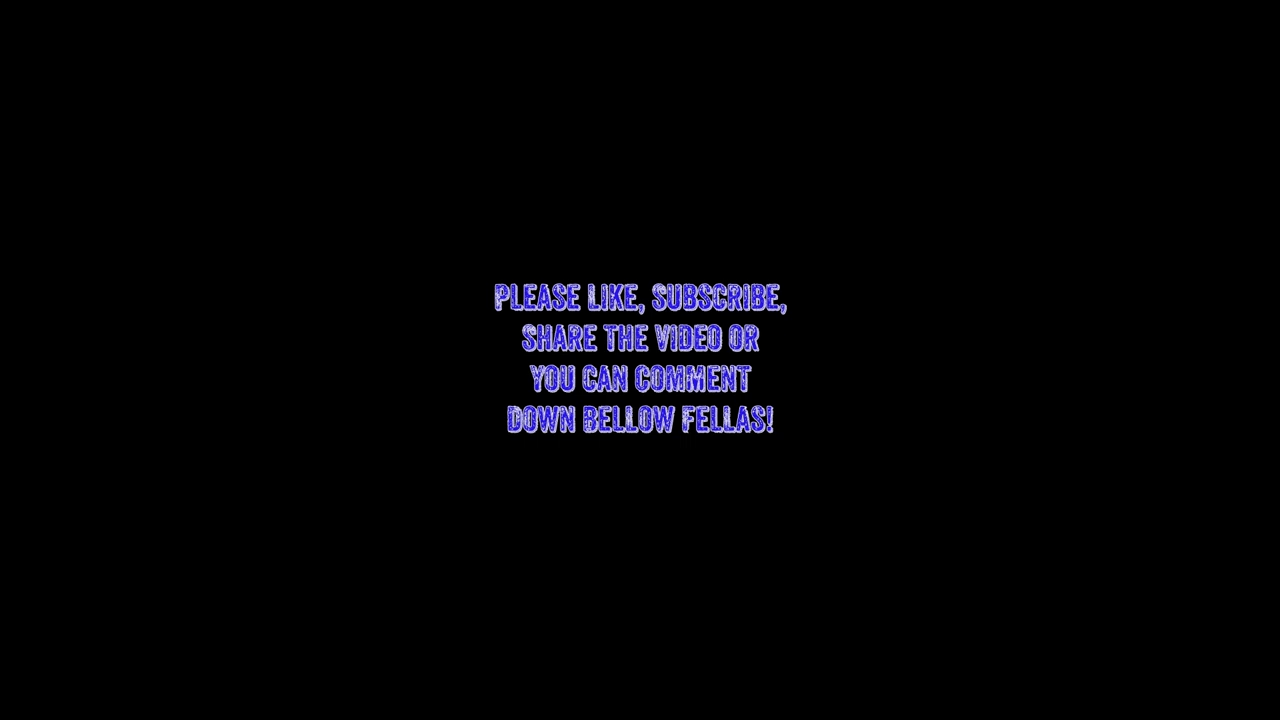 PLEASE LIKE, SUBSCRIBE,
SHARE THE VIDEO OR
YOU CAN COMMENT
DOWN BELLOW FELLAS!